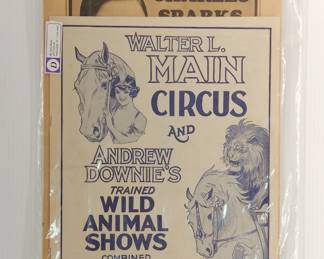 SPARKS
WALTER L.
MAIN
CIRCUS
AND
ANDREW
DOWNIE'S
TRAINED
WILD
ANIMAL
SHOWS
COMBINED